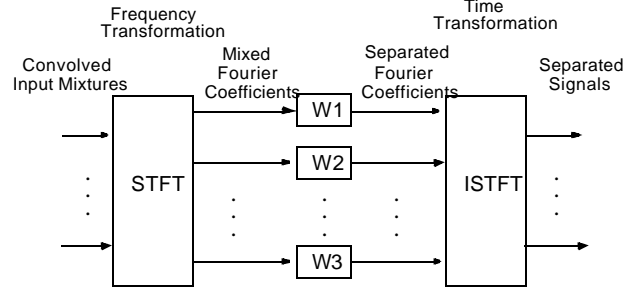 Frequency
Transformation
Time
Transformation
Convolved
Input Mixtures
Mixed
Fourier
Coefficients
Separated
Fourier
Coefficients
Separated
Signals
W1
W2
STFT
ISTFT
W3